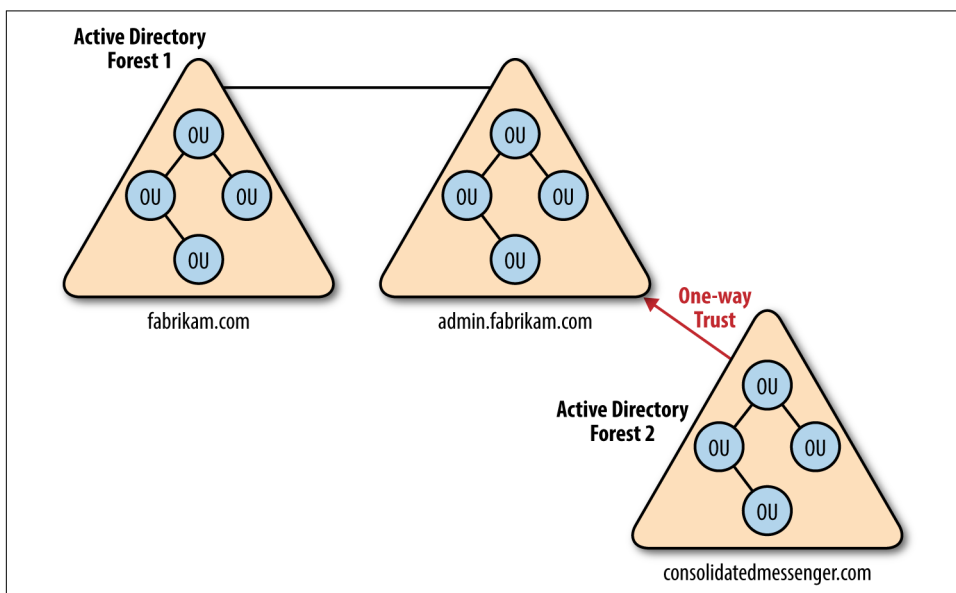 Active Directory
Forest 1
OU
OU
OU
OU
fabrikam.com
OU
OU
OU
OU
admin.fabrikam.com
One-way
Trust
Active Directory
Forest 2
OU
OU
OU
OU
consolidatedmessenger.com